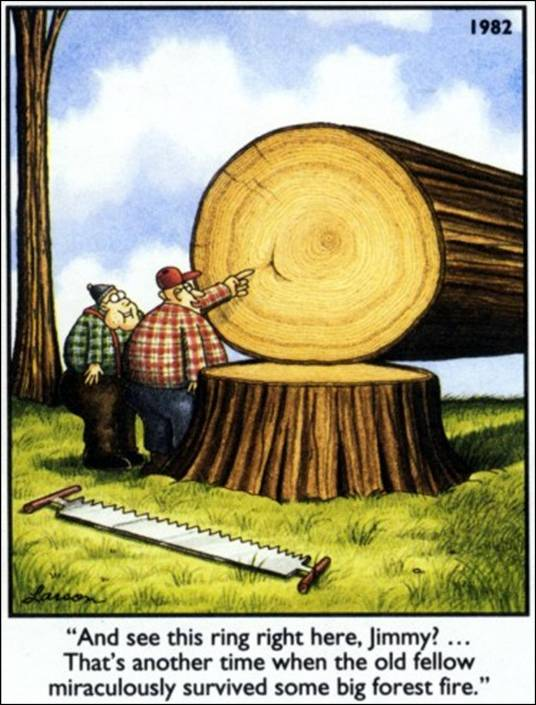 1982
Larson
“And see this ring right here, Jimmy? ...
That’s another time when the old fellow
miraculously survived some big forest fire.”